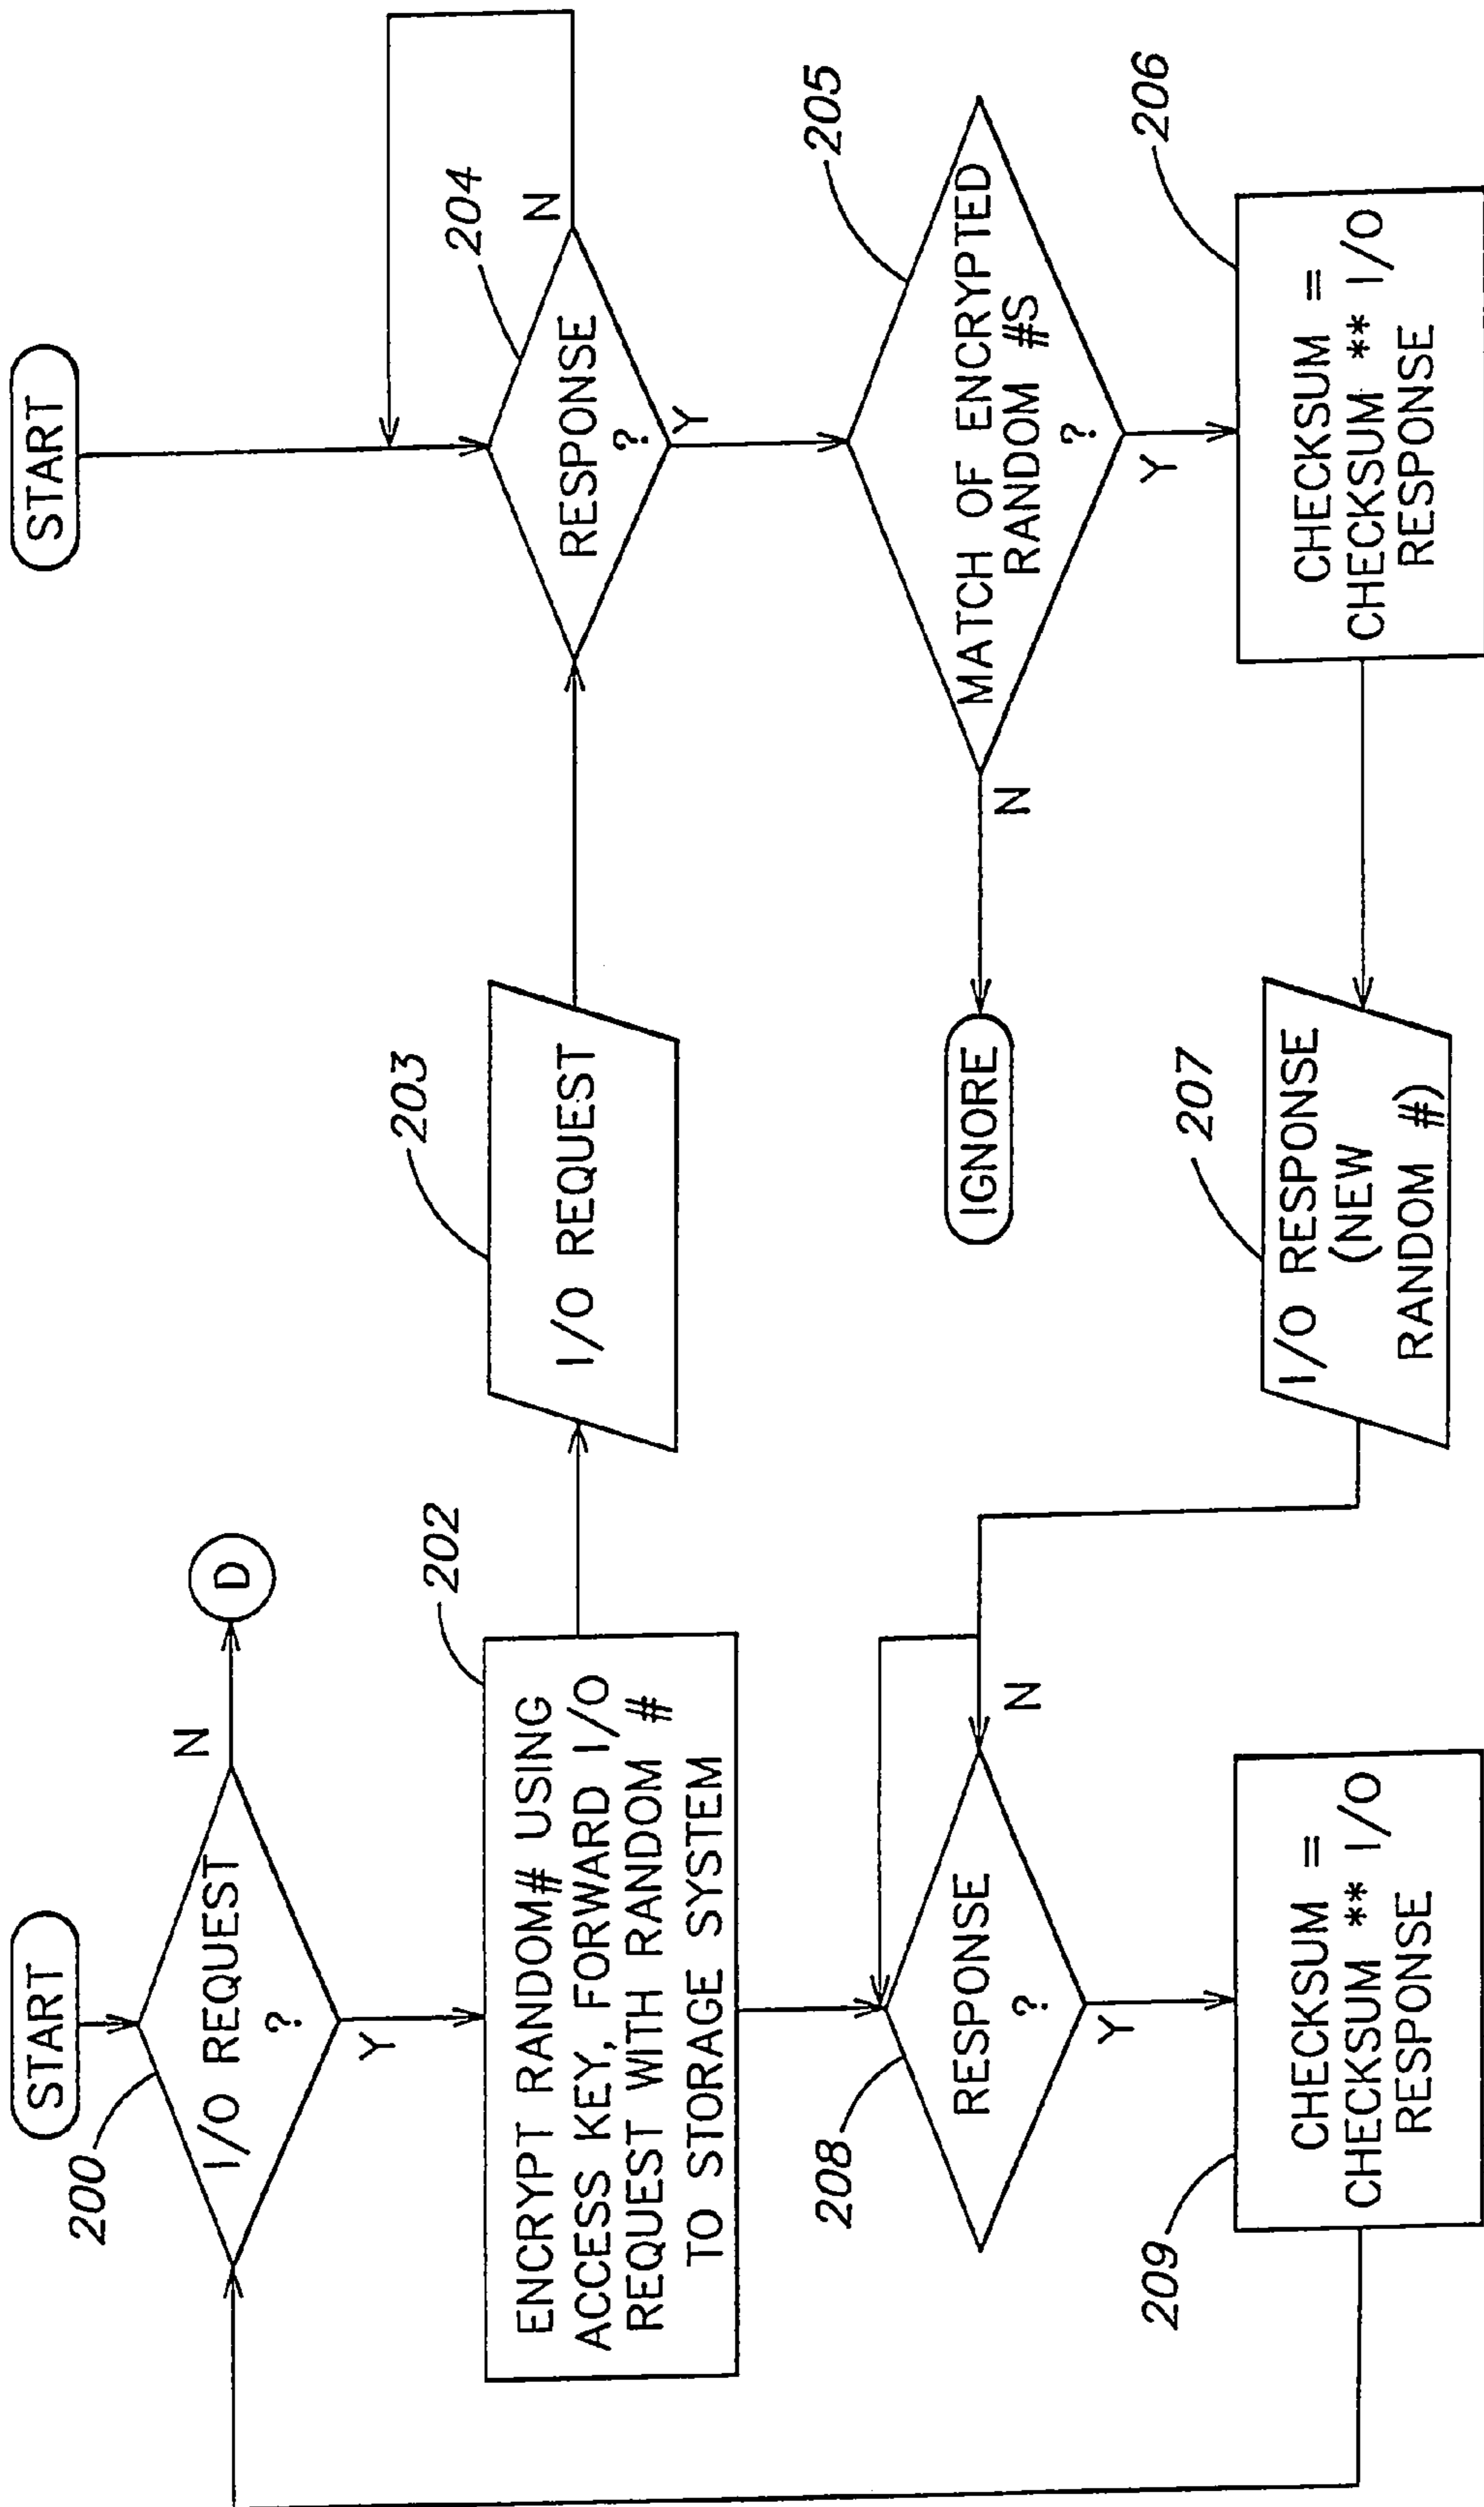 START
200
I/O REQUEST
?
N
D
Y
202
ENCRYPT RANDOM# USING
ACCESS KEY, FORWARD I/O
REQUEST WITH RANDOM #
TO STORAGE SYSTEM
203
I/O REQUEST
START
204
RESPONSE
?
N
Y
205
MATCH OF ENCRYPTED
RANDOM #S
?
N
IGNORE
Y
206
CHECKSUM =
CHECKSUM ** I/O
RESPONSE
207
I/O RESPONSE
(NEW
RANDOM #)
208
RESPONSE
?
N
Y
209
CHECKSUM =
CHECKSUM ** I/O
RESPONSE